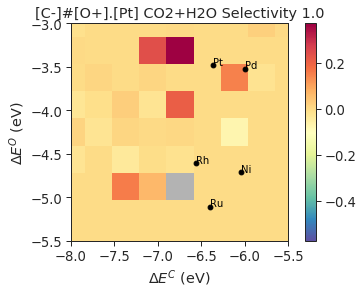 [C-]#[O+].[Pt] CO2+H2O Selectivity 1.0
−3.0
−3.5
−4.0
−4.5
−5.0
−5.5
ΔE^O (eV)
Pt
Pd
Rh
Ni
Ru
−8.0 −7.5 −7.0 −6.5 −6.0 −5.5
ΔE^C (eV)
0.2
0.0
−0.2
−0.4